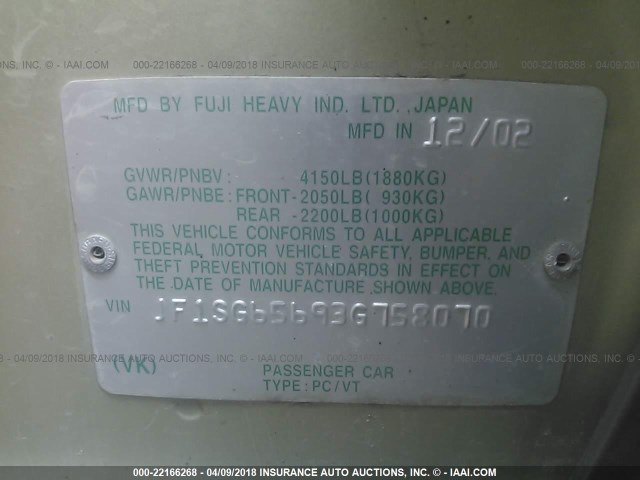 000-22166268 - 04/09/2018 INSURANCE AUTO AUCTIONS, INC. - © IAAI.COM
MFD BY FUJI HEAVY IND. LTD. JAPAN
MFD IN 12/02
GVWR/PNBV: 4150LB(1880KG)
GAWR/PNBE: FRONT-2050LB( 930KG)
REAR -2200LB(1000KG)
THIS VEHICLE CONFORMS TO ALL APPLICABLE
FEDERAL MOTOR VEHICLE SAFETY, BUMPER, AND
THEFT PREVENTION STANDARDS IN EFFECT ON
THE DATE OF MANUFACTURE SHOWN ABOVE.
VIN JF1SG65693G758070
(VK) PASSENGER CAR
TYPE: PC/VT
000-22166268 - 04/09/2018 INSURANCE AUTO AUCTIONS, INC. - © IAAI.COM